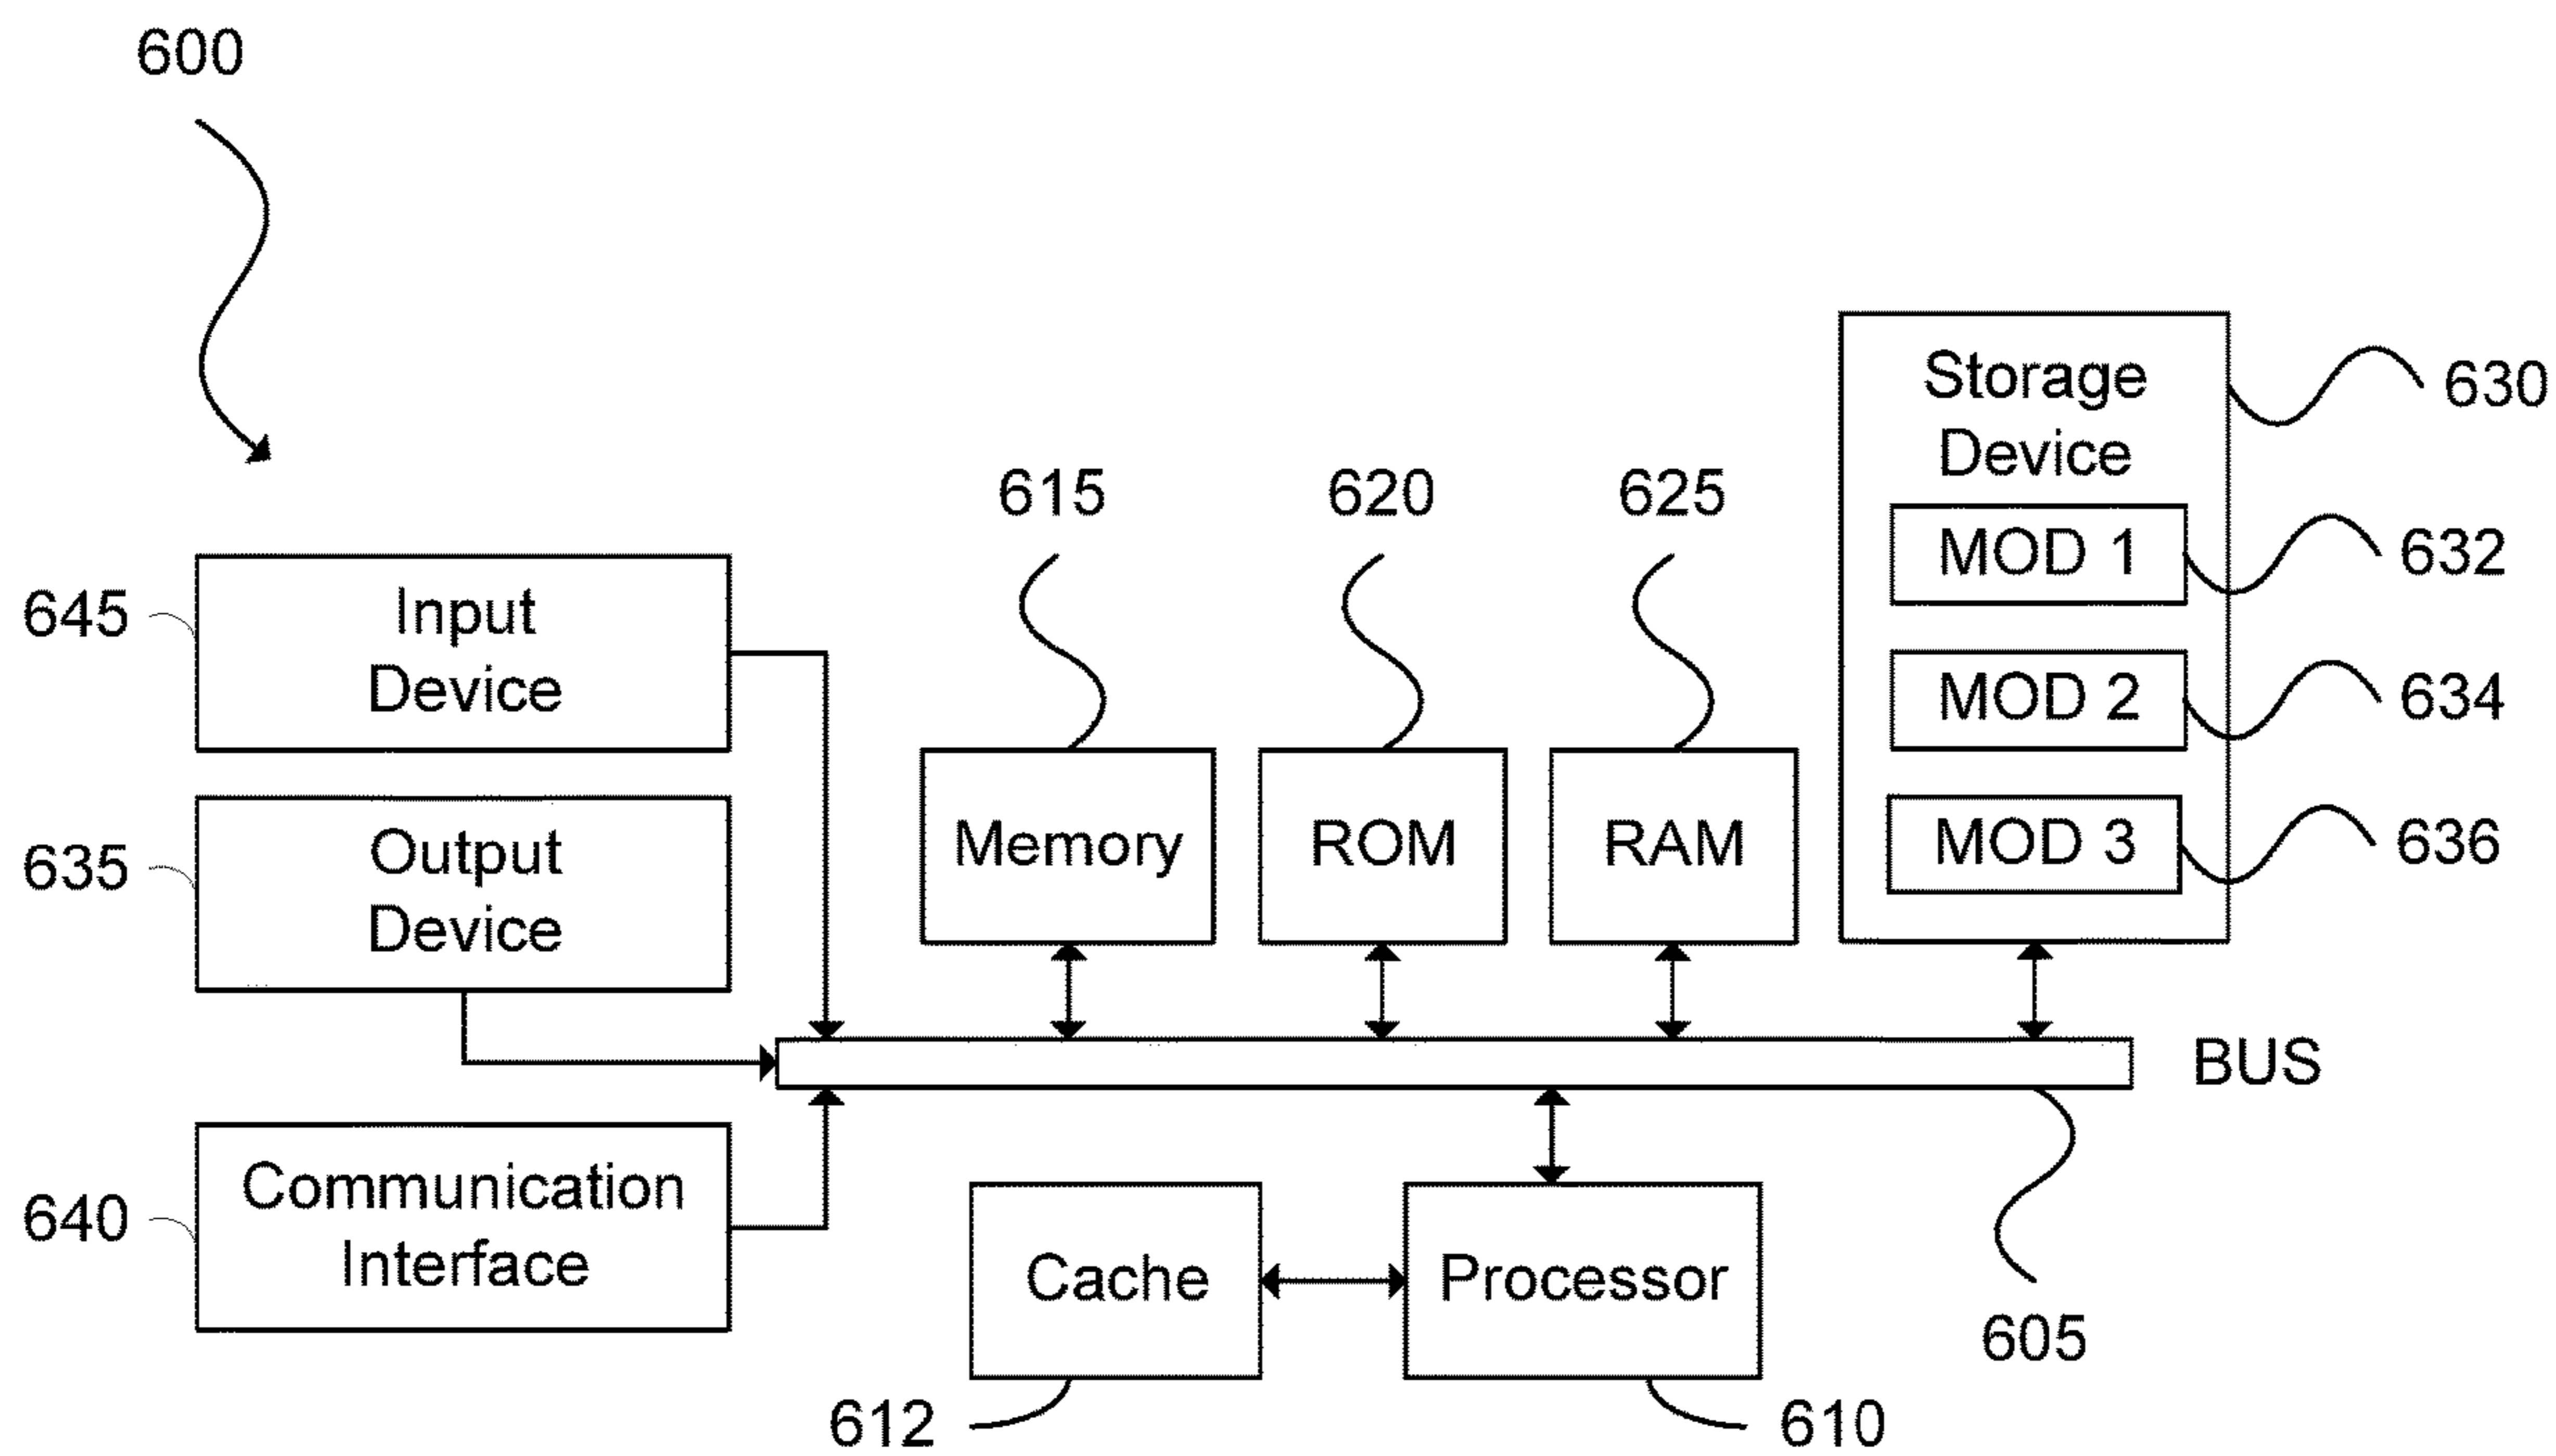 600
Storage
Device
630
615
620
625
MOD 1
632
645
Input
Device
MOD 2
634
635
Output
Device
Memory
ROM
RAM
MOD 3
636
BUS
640
Communication
Interface
Cache
Processor
605
612
610